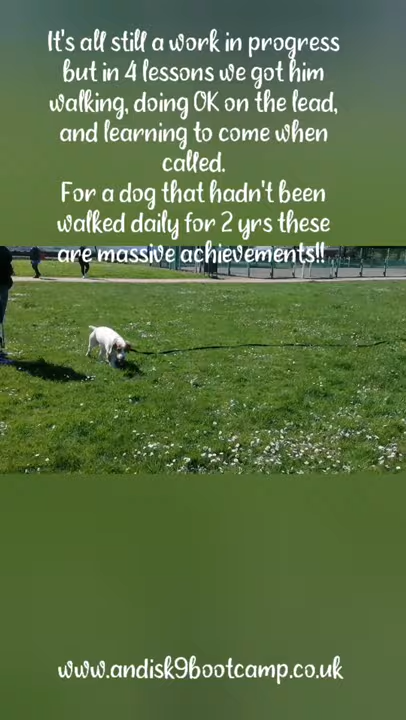 It's all still a work in progress
but in 4 lessons we got him
walking, doing OK on the lead,
and learning to come when
called.
For a dog that hadn't been
walked daily for 2 yrs these
are massive achievements!!
www.andisk9bootcamp.co.uk